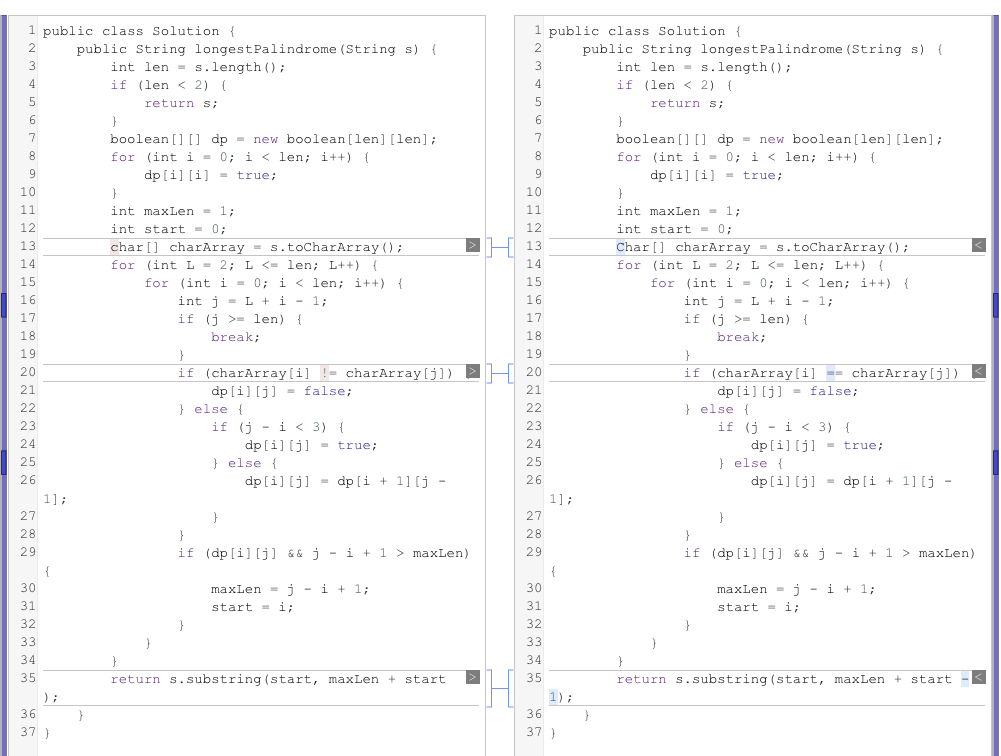 1 public class Solution {
2     public String longestPalindrome(String s) {
3         int len = s.length();
4         if (len < 2) {
5             return s;
6         }
7         boolean[][] dp = new boolean[len][len];
8         for (int i = 0; i < len; i++) {
9             dp[i][i] = true;
10         }
11         int maxLen = 1;
12         int start = 0;
13         char[] charArray = s.toCharArray(); >
14         for (int L = 2; L <= len; L++) {
15             for (int i = 0; i < len; i++) {
16                 int j = L + i - 1;
17                 if (j >= len) {
18                     break;
19                 }
20                 if (charArray[i] != charArray[j]) >
21                     dp[i][j] = false;
22                 } else {
23                     if (j - i < 3) {
24                         dp[i][j] = true;
25                     } else {
26                         dp[i][j] = dp[i + 1][j -
1];
27                     }
28                 }
29                 if (dp[i][j] && j - i + 1 > maxLen)
{
30                     maxLen = j - i + 1;
31                     start = i;
32                 }
33             }
34         }
35         return s.substring(start, maxLen + start >
);
36     }
37 }
1 public class Solution {
2     public String longestPalindrome(String s) {
3         int len = s.length();
4         if (len < 2) {
5             return s;
6         }
7         boolean[][] dp = new boolean[len][len];
8         for (int i = 0; i < len; i++) {
9             dp[i][i] = true;
10         }
11         int maxLen = 1;
12         int start = 0;
13         Char[] charArray = s.toCharArray(); <
14         for (int L = 2; L <= len; L++) {
15             for (int i = 0; i < len; i++) {
16                 int j = L + i - 1;
17                 if (j >= len) {
18                     break;
19                 }
20                 if (charArray[i] == charArray[j]) <
21                     dp[i][j] = false;
22                 } else {
23                     if (j - i < 3) {
24                         dp[i][j] = true;
25                     } else {
26                         dp[i][j] = dp[i + 1][j -
1];
27                     }
28                 }
29                 if (dp[i][j] && j - i + 1 > maxLen)
{
30                     maxLen = j - i + 1;
31                     start = i;
32                 }
33             }
34         }
35         return s.substring(start, maxLen + start - <
1);
36     }
37 }